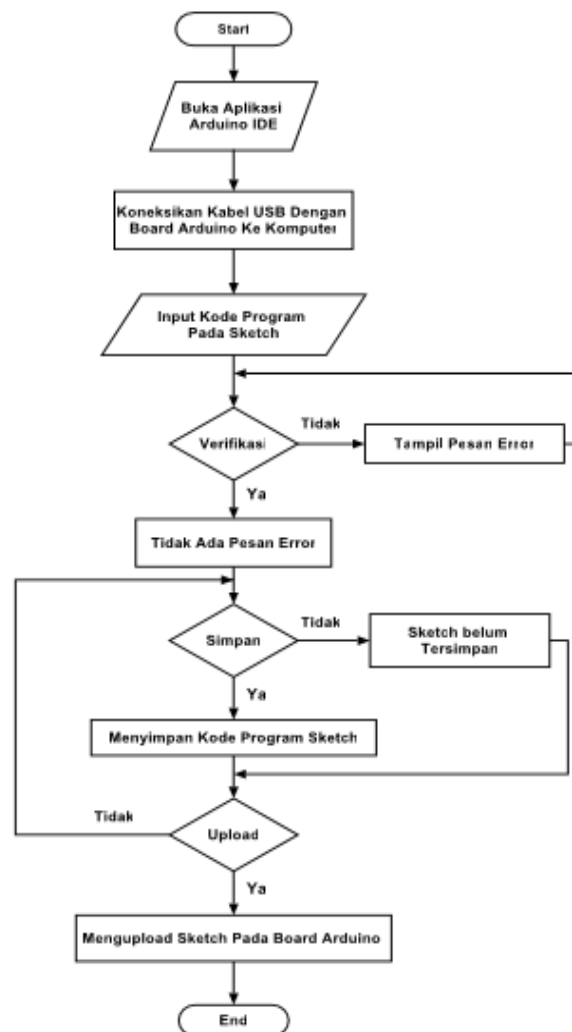 Start
Buka Aplikasi
Arduino IDE
Koneksikan Kabel USB Dengan
Board Arduino Ke Komputer
Input Kode Program
Pada Sketch
Verifikasi
Tidak
Tampil Pesan Error
Ya
Tidak Ada Pesan Error
Simpan
Tidak
Sketch belum
Tersimpan
Ya
Menyimpan Kode Program Sketch
Tidak
Upload
Ya
Mengupload Sketch Pada Board Arduino
End